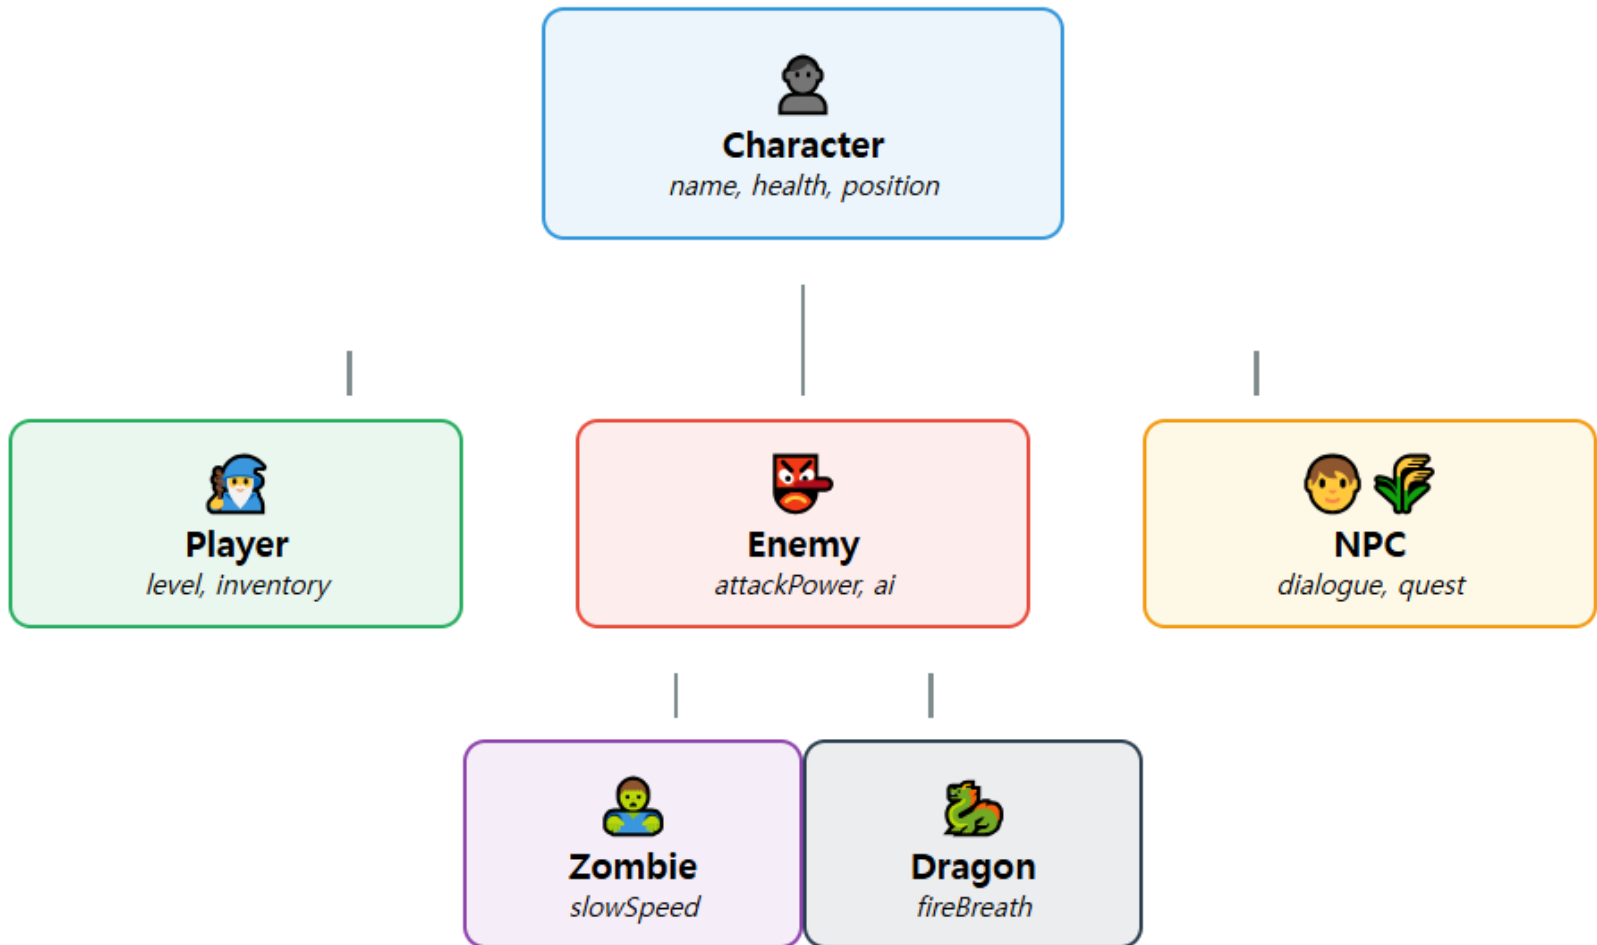 Character
name, health, position
Player
level, inventory
Enemy
attackPower, ai
NPC
dialogue, quest
Zombie
slowSpeed
Dragon
fireBreath